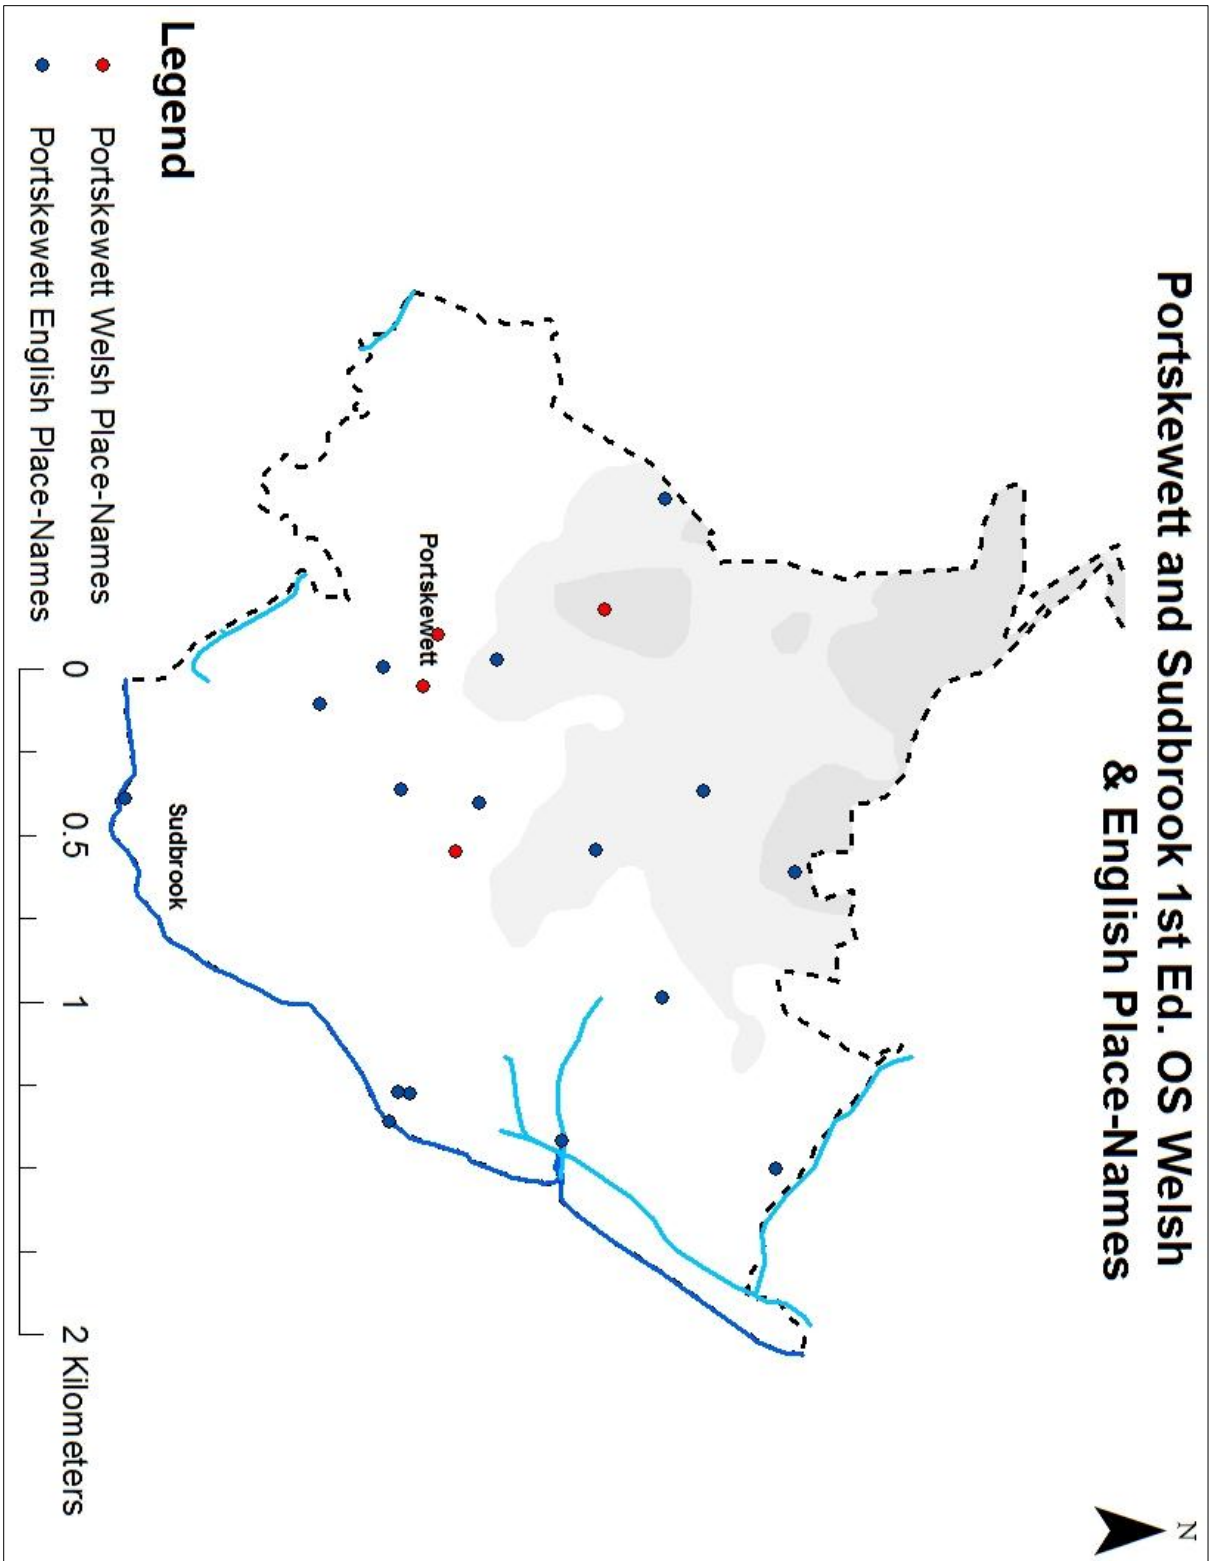 Portskewett and Sudbrook 1st Ed. OS Welsh
& English Place-Names
N
Portskewett
Sudbrook
Legend
Portskewett Welsh Place-Names
Portskewett English Place-Names
0 0.5 1 2 Kilometers